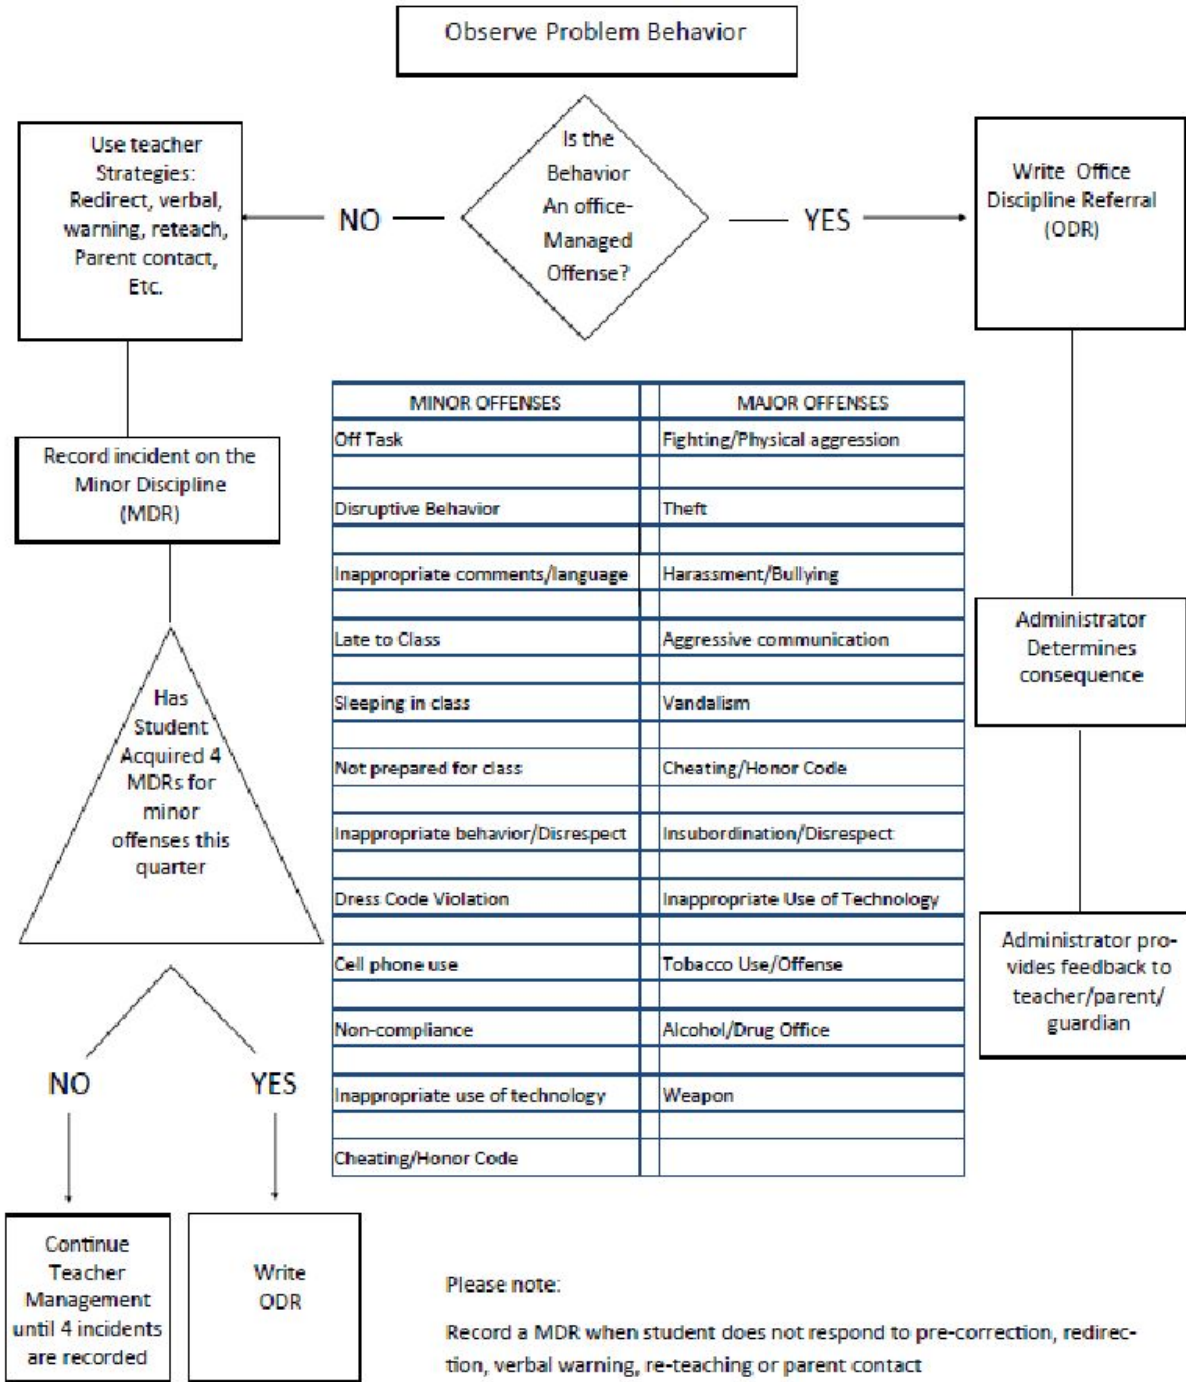 Observe Problem Behavior
Is the
Behavior
An office-
Managed
Offense?
NO
YES
Use teacher
Strategies:
Redirect, verbal,
warning, reteach,
Parent contact,
Etc.
Write Office
Discipline Referral
(ODR)
Record incident on the
Minor Discipline
(MDR)
Has
Student
Acquired 4
MDRs for
minor
offenses this
quarter
NO
YES
Continue
Teacher
Management
until 4 incidents
are recorded
Write
ODR
MINOR OFFENSES MAJOR OFFENSES
Off Task Fighting/Physical aggression
Disruptive Behavior Theft
Inappropriate comments/language Harassment/Bullying
Late to Class Aggressive communication
Sleeping in class Vandalism
Not prepared for class Cheating/Honor Code
Inappropriate behavior/Disrespect Insubordination/Disrespect
Dress Code Violation Inappropriate Use of Technology
Cell phone use Tobacco Use/Offense
Non-compliance Alcohol/Drug Office
Inappropriate use of technology Weapon
Cheating/Honor Code
Administrator
Determines
consequence
Administrator pro-
vides feedback to
teacher/parent/
guardian
Please note:
Record a MDR when student does not respond to pre-correction, redirec-
tion, verbal warning, re-teaching or parent contact